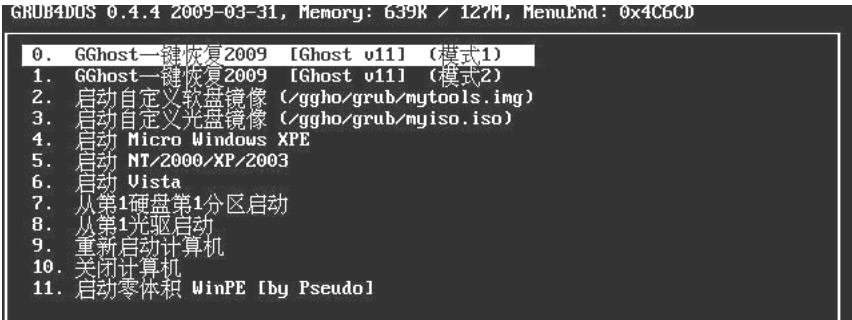 GRUB4DOS 0.4.4 2009-03-31, Memory: 639K / 127M, MenuEnd: 0x4C6CD
0. GGhost一键恢复2009 [Ghost v11] (模式1)
1. GGhost一键恢复2009 [Ghost v11] (模式2)
2. 启动自定义软盘镜像 (/ggho/grub/mytools.img)
3. 启动自定义光盘镜像 (/ggho/grub/myiso.iso)
4. 启动 Micro Windows XPE
5. 启动 NT/2000/XP/2003
6. 启动 Vista
7. 从第1硬盘第1分区启动
8. 从第1光驱启动
9. 重新启动计算机
10. 关闭计算机
11. 启动零体积 WinPE [by Pseudo]